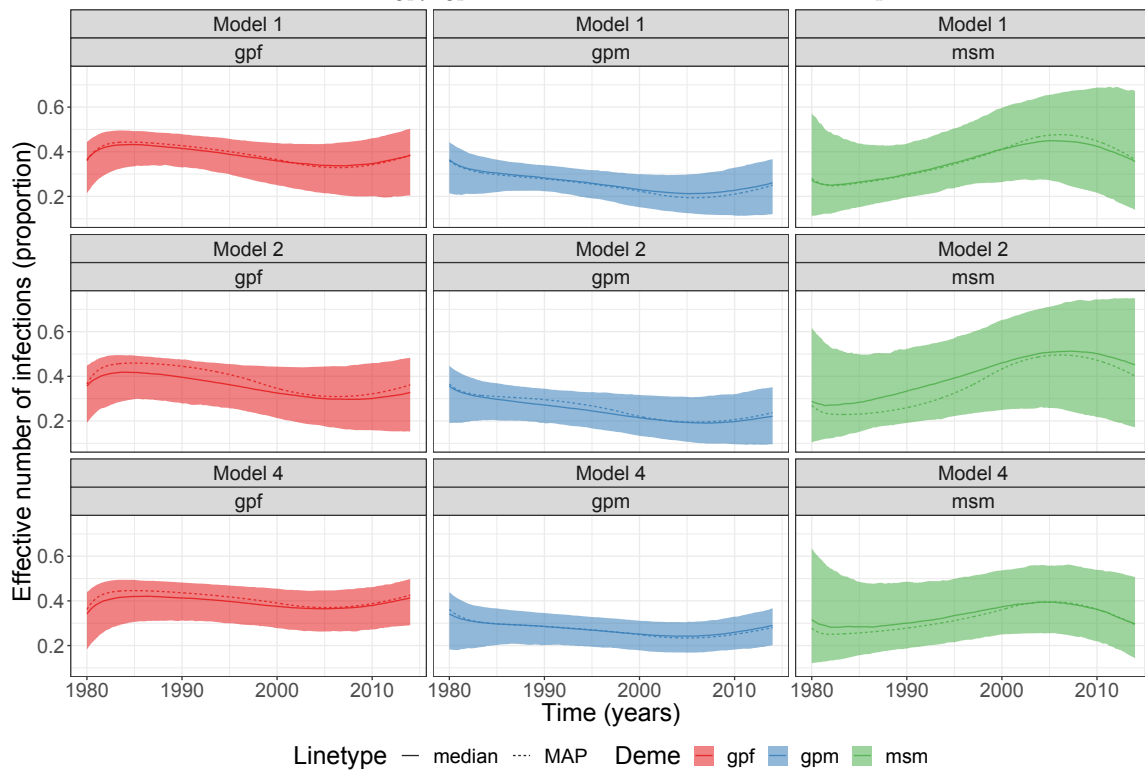 Model 1
Model 1
Model 1
gpf
gpm
msm
0.6
0.4
0.2
Model 2
Model 2
Model 2
gpf
gpm
msm
0.6
0.4
0.2
Model 4
Model 4
Model 4
gpf
gpm
msm
0.6
0.4
0.2
Effective number of infections (proportion)
1980 1990 2000 2010 1980 1990 2000 2010 1980 1990 2000 2010
Time (years)
Linetype median MAP Deme gpf gpm msm